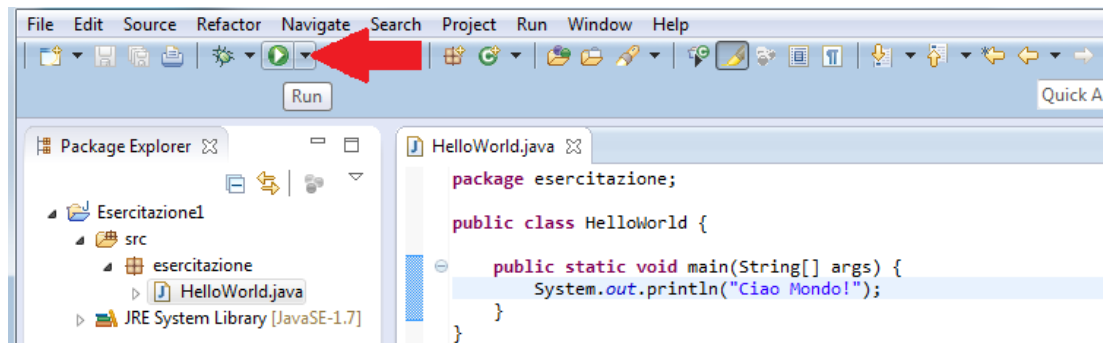 File Edit Source Refactor Navigate Search Project Run Window Help
Run
Quick A
Package Explorer
HelloWorld.java
Esercitazione1
src
esercitazione
HelloWorld.java
JRE System Library [JavaSE-1.7]
package esercitazione;
public class HelloWorld {
public static void main(String[] args) {
System.out.println("Ciao Mondo!");
}
}